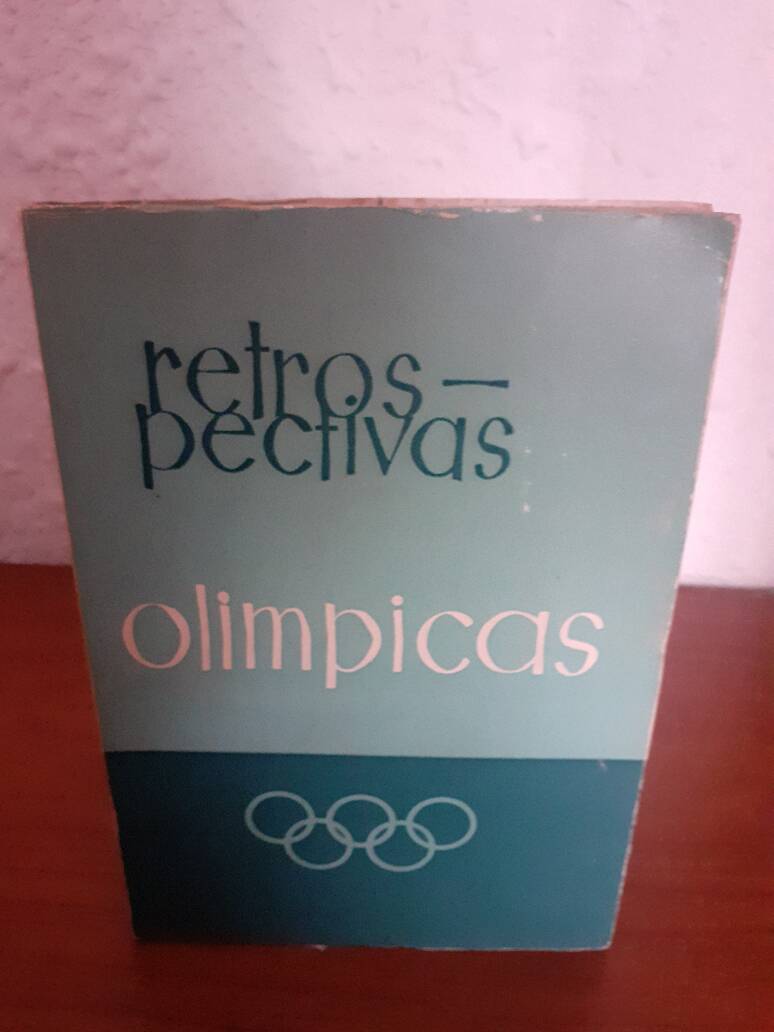 retros—
pectivas
olimpicas